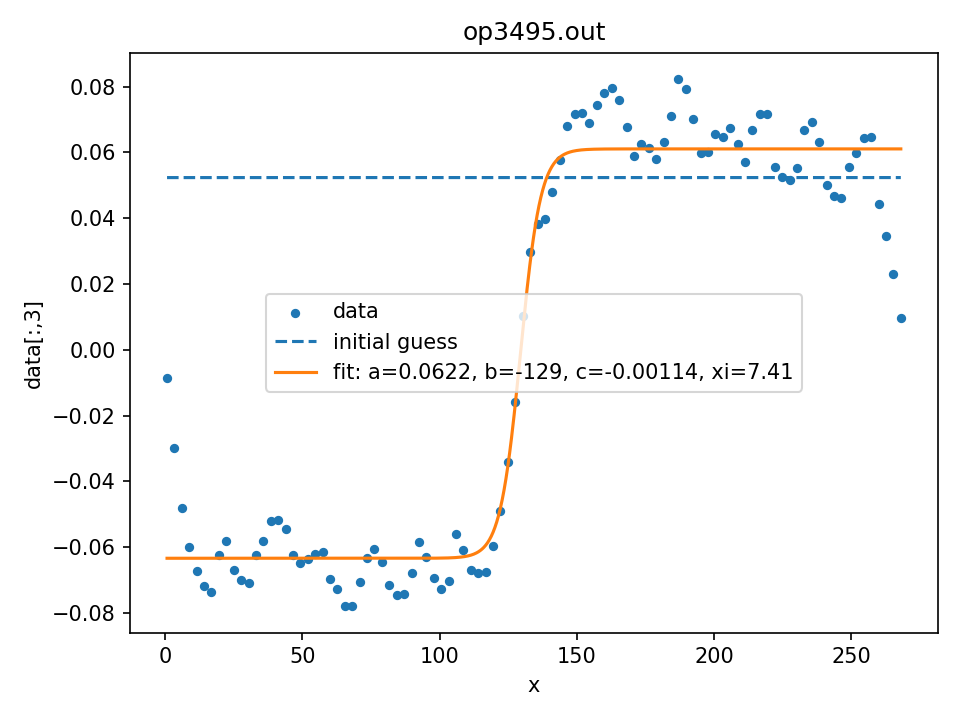 op3495.out
data[:,3]
0.08
0.06
0.04
0.02
0.00
−0.02
−0.04
−0.06
−0.08
data
initial guess
fit: a=0.0622, b=-129, c=-0.00114, xi=7.41
0 50 100 150 200 250
x